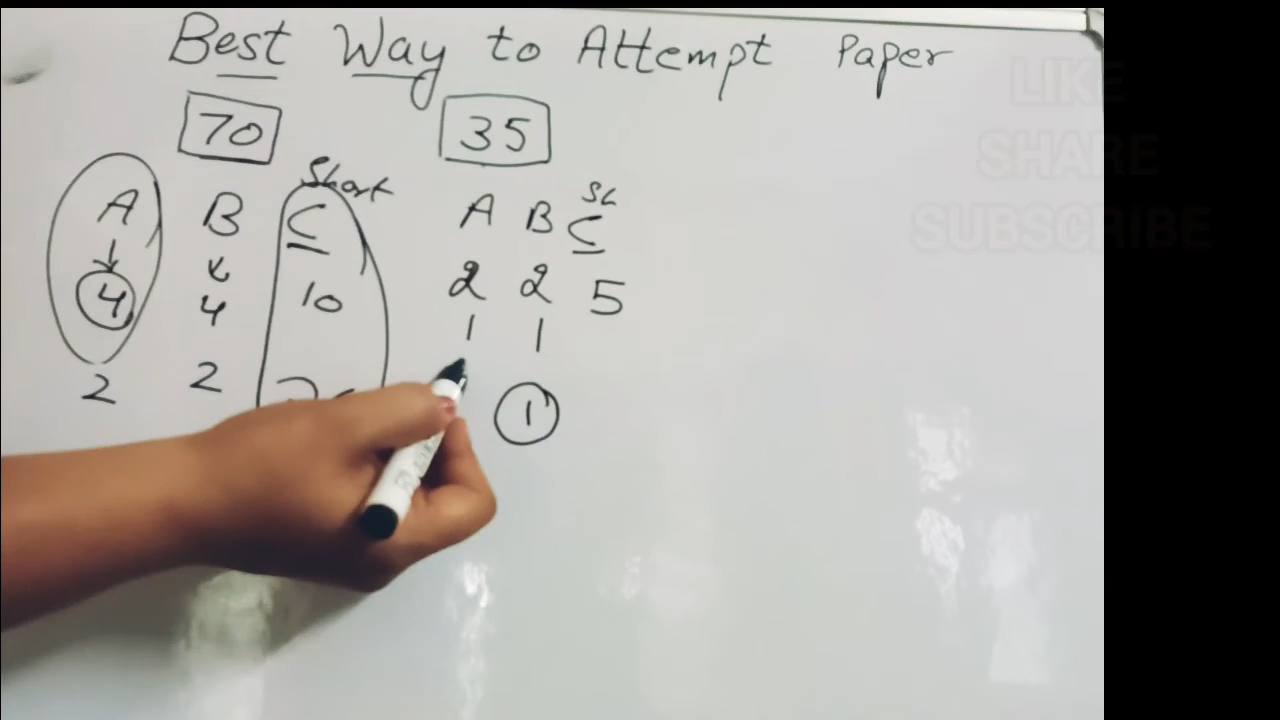 Best Way to Attempt Paper
LIKE
SHARE
SUBSCRIBE
70 35
Short
A B C
Sh
A B C
4 4 10
2 2 5
1 1
2 2
1